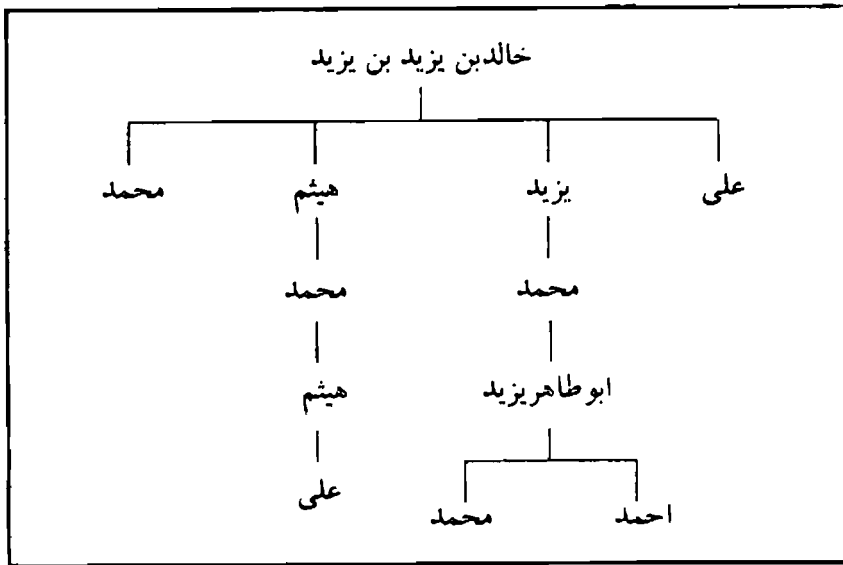 خالدبن يزيد بن يزيد
على يزيد هيثم محمد
محمد محمد
ابوطاهريزيد هيثم
احمد محمد على